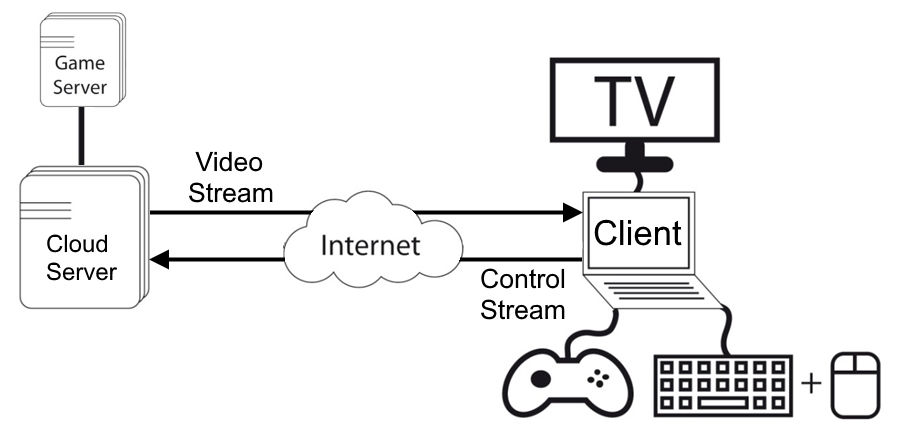 Game
Server
TV
Video
Stream
Cloud
Server
Internet
Client
Control
Stream
+